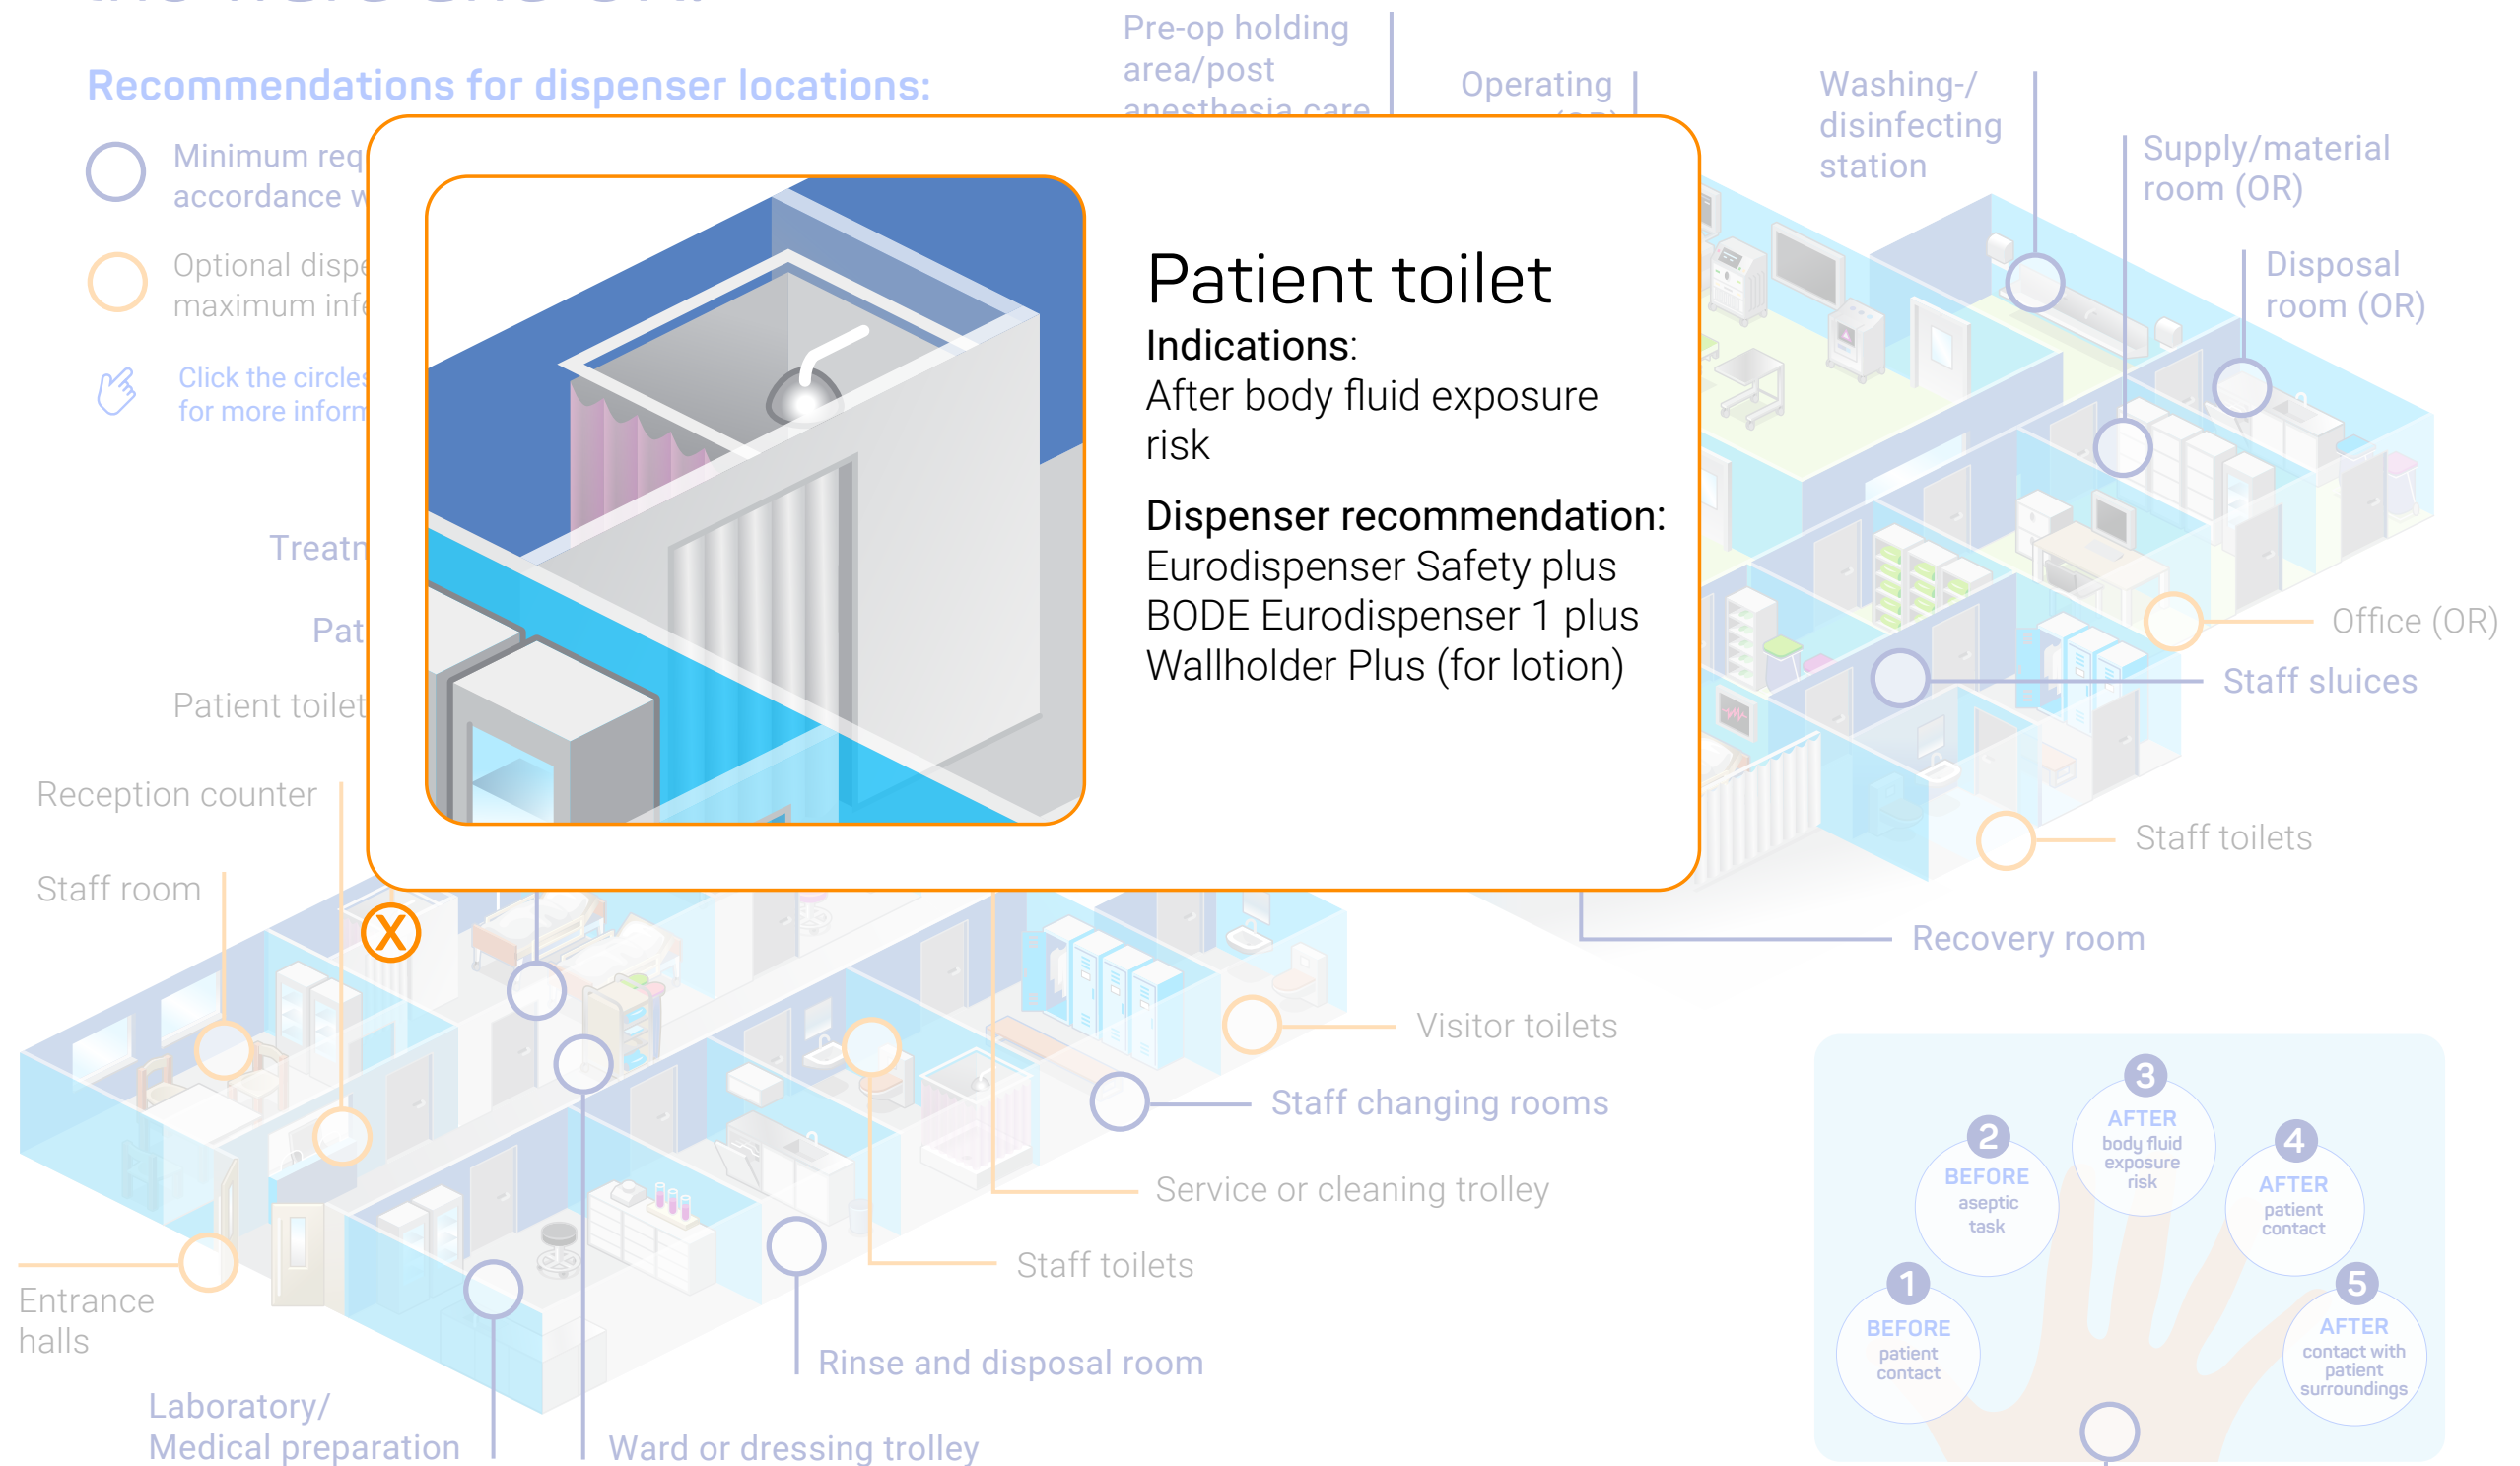 Recommendations for dispenser locations:
Minimum req
accordance w
Optional dispe
maximum infe
Click the circles
for more inform
Pre-op holding
area/post
anesthesia care
Operating
Washing-/
disinfecting
station
Supply/material
room (OR)
Disposal
room (OR)
Patient toilet
Indications:
After body fluid exposure
risk
Dispenser recommendation:
Eurodispenser Safety plus
BODE Eurodispenser 1 plus
Wallholder Plus (for lotion)
Treatn
Pat
Patient toilet
Reception counter
Staff room
X
Office (OR)
Staff sluices
Staff toilets
Recovery room
Visitor toilets
Staff changing rooms
Service or cleaning trolley
Staff toilets
Entrance
halls
Rinse and disposal room
Laboratory/
Medical preparation
Ward or dressing trolley
1
BEFORE
patient
contact
2
BEFORE
aseptic
task
3
AFTER
body fluid
exposure
risk
4
AFTER
patient
contact
5
AFTER
contact with
patient
surroundings